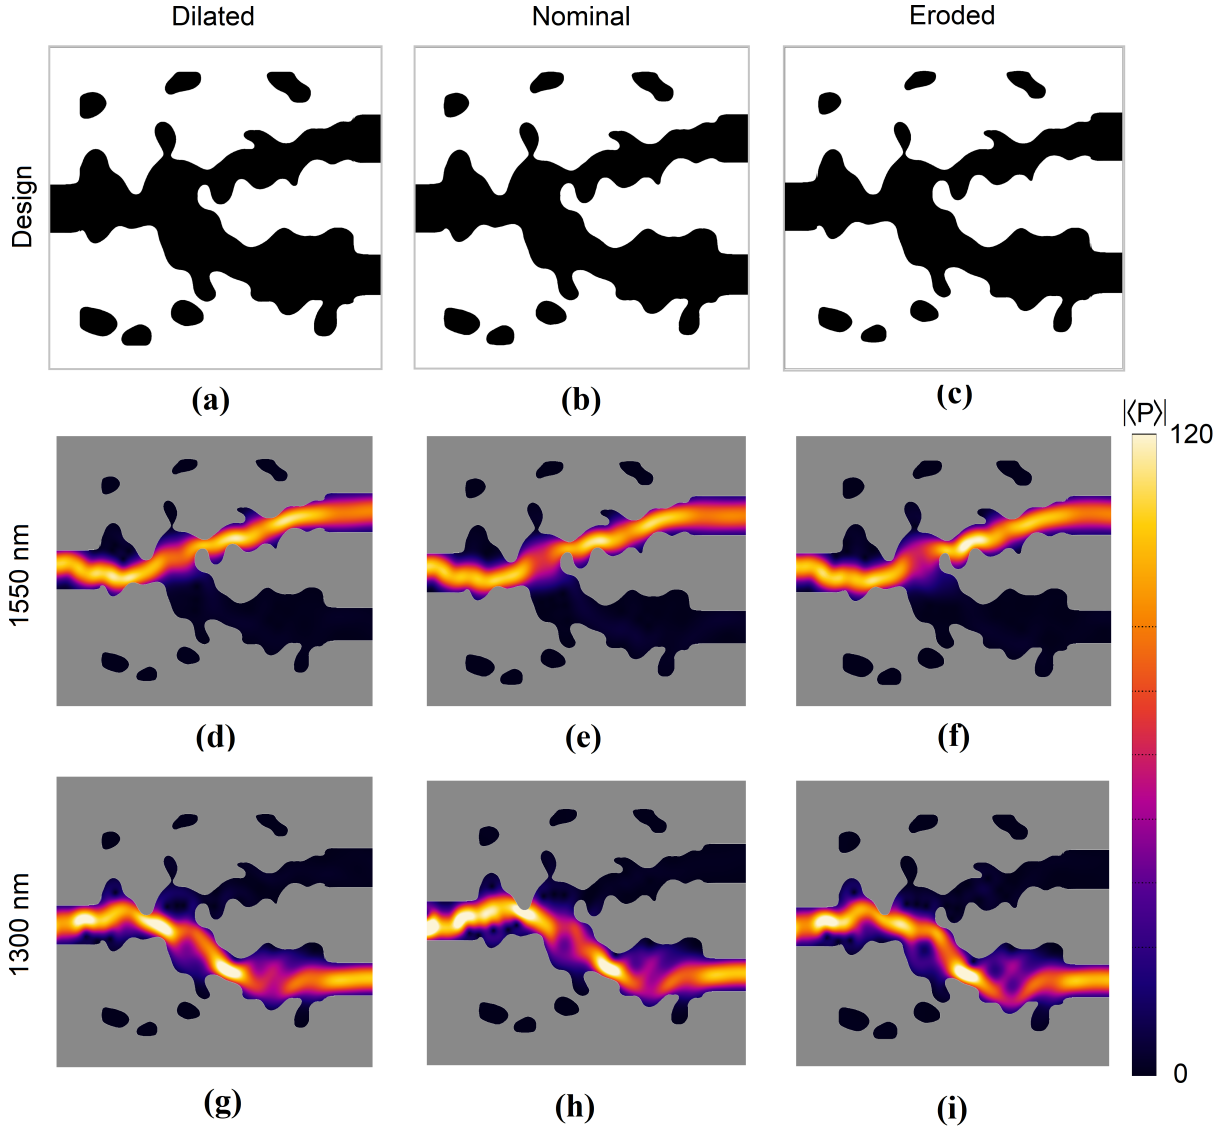 Dilated Nominal Eroded
Design
(a) (b) (c)
|⟨P⟩|
120
1550 nm
(d) (e) (f)
1300 nm
0
(g) (h) (i)